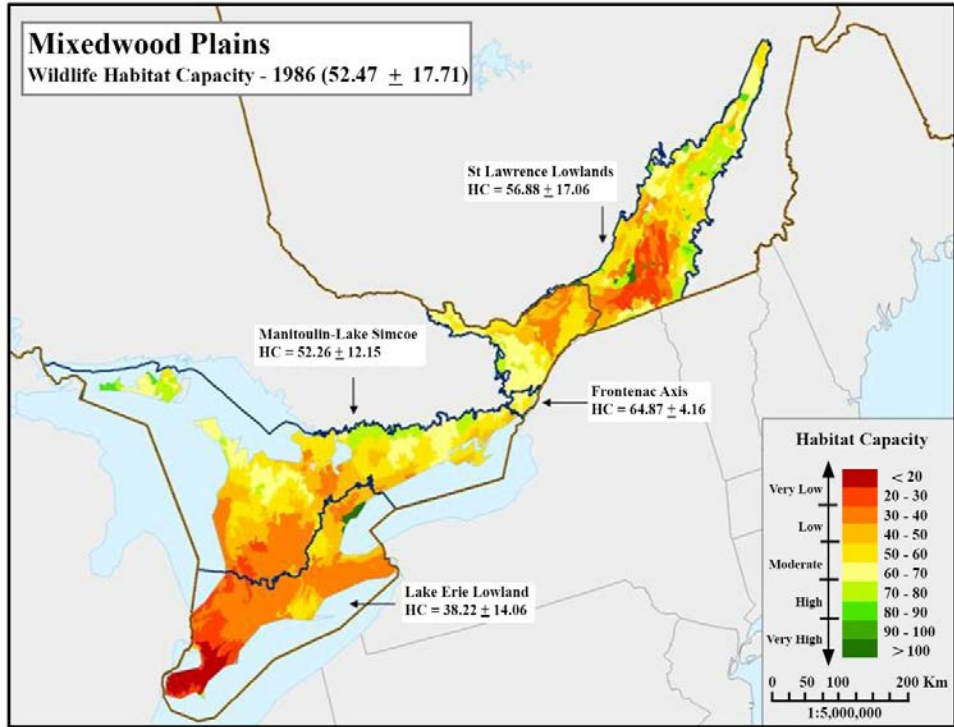 Mixedwood Plains
Wildlife Habitat Capacity - 1986 (52.47 ± 17.71)
St Lawrence Lowlands
HC = 56.88 ± 17.06
Manitoulin-Lake Simcoe
HC = 52.26 ± 12.15
Frontenac Axis
HC = 64.87 ± 4.16
Lake Erie Lowland
HC = 38.22 ± 14.06
Habitat Capacity
Very Low
Low
Moderate
High
Very High
< 20
20 - 30
30 - 40
40 - 50
50 - 60
60 - 70
70 - 80
80 - 90
90 - 100
> 100
0 50 100 200 Km
1:5,000,000